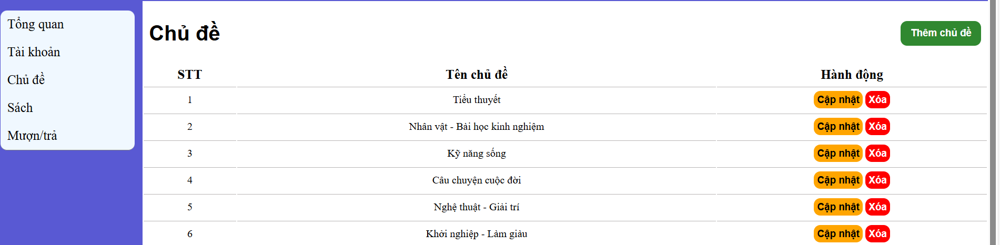 Tổng quan
Tài khoản
Chủ đề
Sách
Mượn/trả
Chủ đề
Thêm chủ đề
STT Tên chủ đề Hành động
1 Tiểu thuyết Cập nhật Xóa
2 Nhân vật - Bài học kinh nghiệm Cập nhật Xóa
3 Kỹ năng sống Cập nhật Xóa
4 Câu chuyện cuộc đời Cập nhật Xóa
5 Nghệ thuật - Giải trí Cập nhật Xóa
6 Khởi nghiệp - Làm giàu Cập nhật Xóa